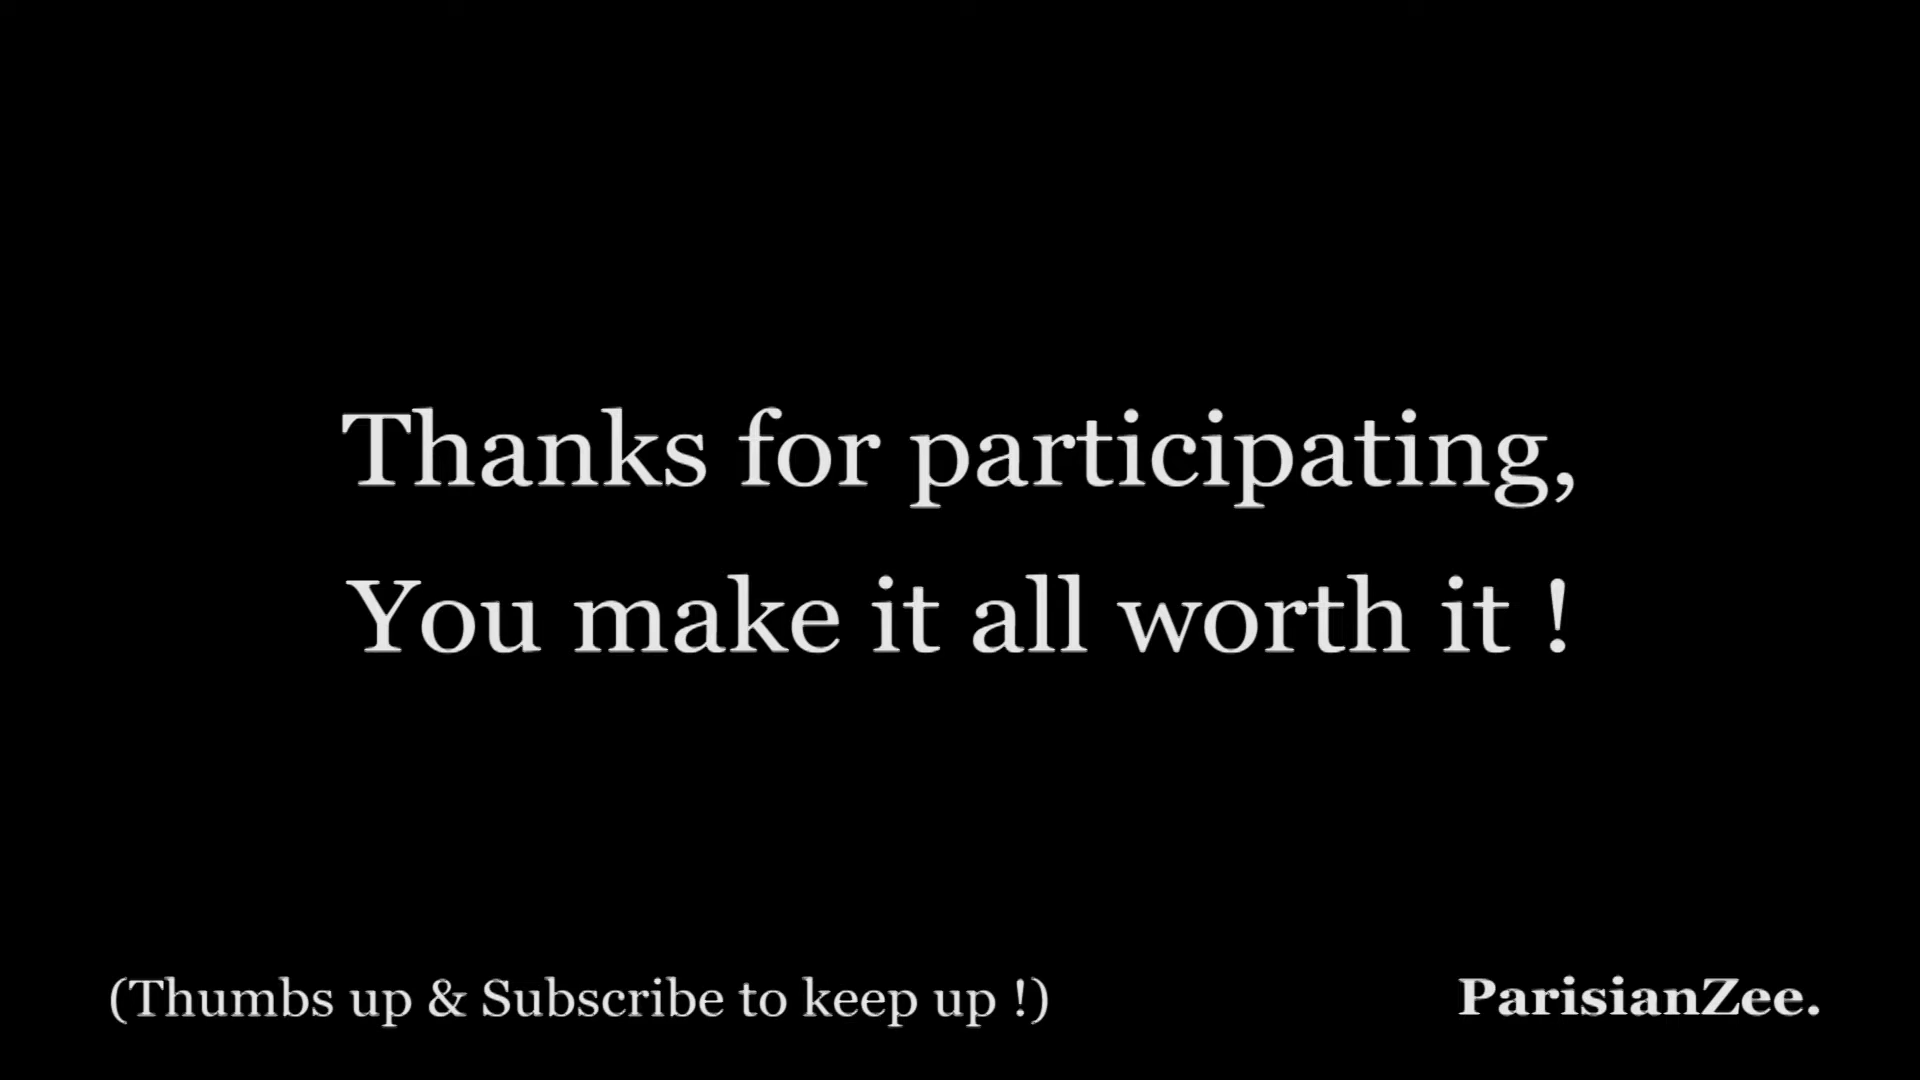 Thanks for participating,
You make it all worth it !
(Thumbs up & Subscribe to keep up !)
ParisianZee.